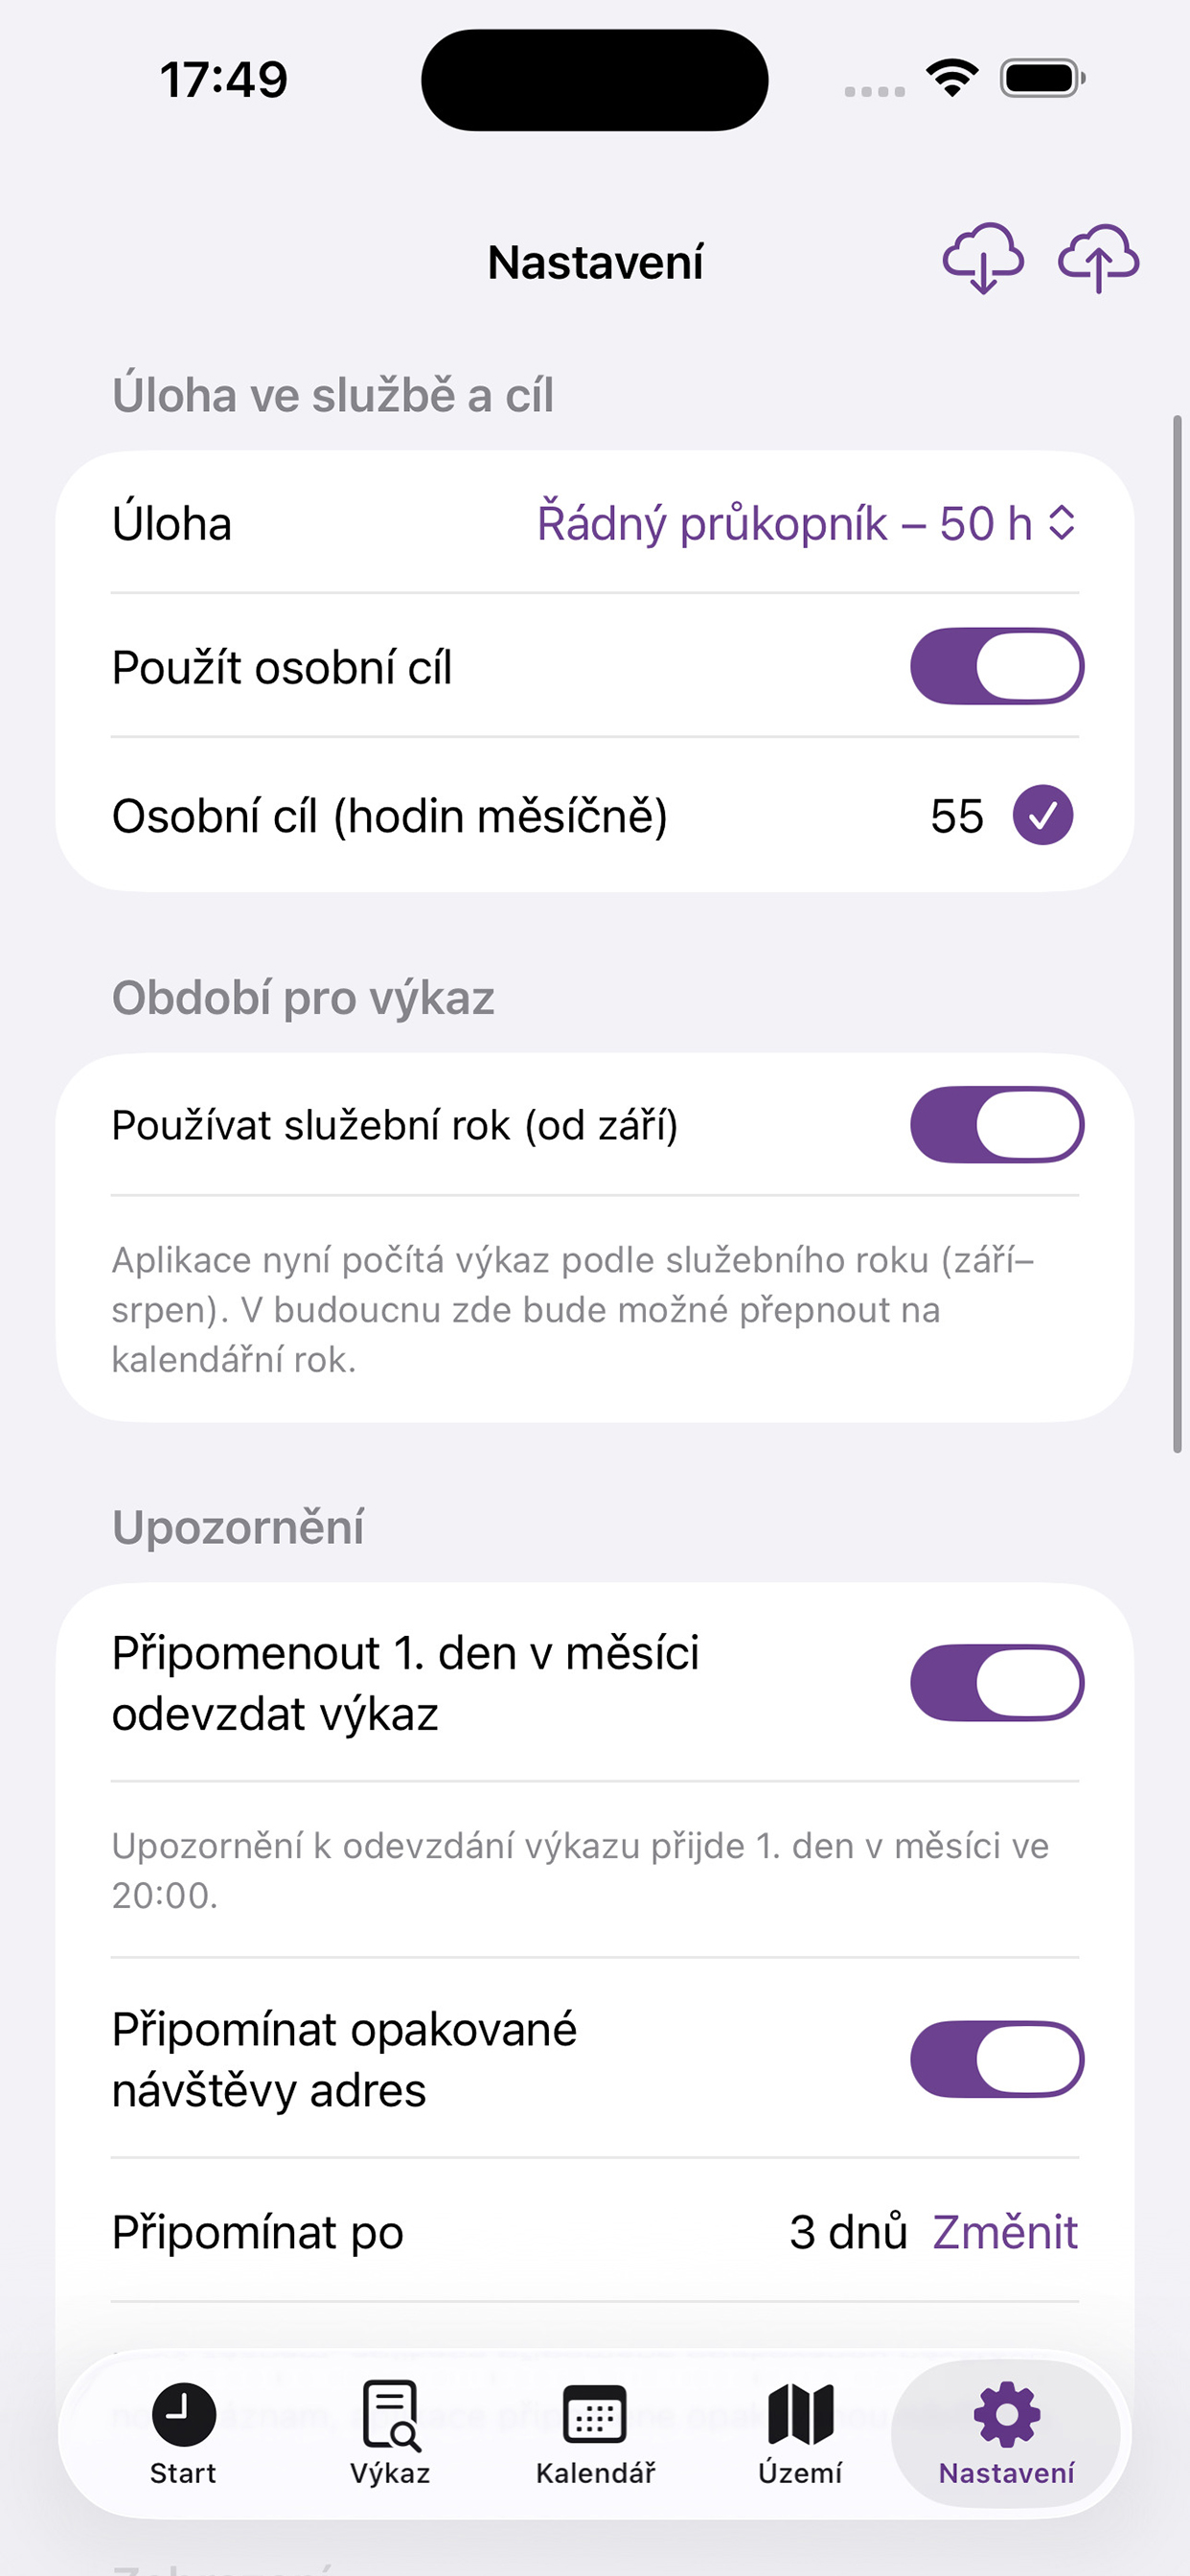 17:49
Nastavení
Úloha ve službě a cíl
Úloha
Řádný průkopník – 50 h
Použít osobní cíl
Osobní cíl (hodin měsíčně)
55
Období pro výkaz
Používat služební rok (od září)
Aplikace nyní počítá výkaz podle služebního roku (září–
srpen). V budoucnu zde bude možné přepnout na
kalendářní rok.
Upozornění
Připomenout 1. den v měsíci
odevzdat výkaz
Upozornění k odevzdání výkazu přijde 1. den v měsíci ve
20:00.
Připomínat opakované
návštěvy adres
Připomínat po
3 dnů Změnit
Start
Výkaz
Kalendář
Území
Nastavení